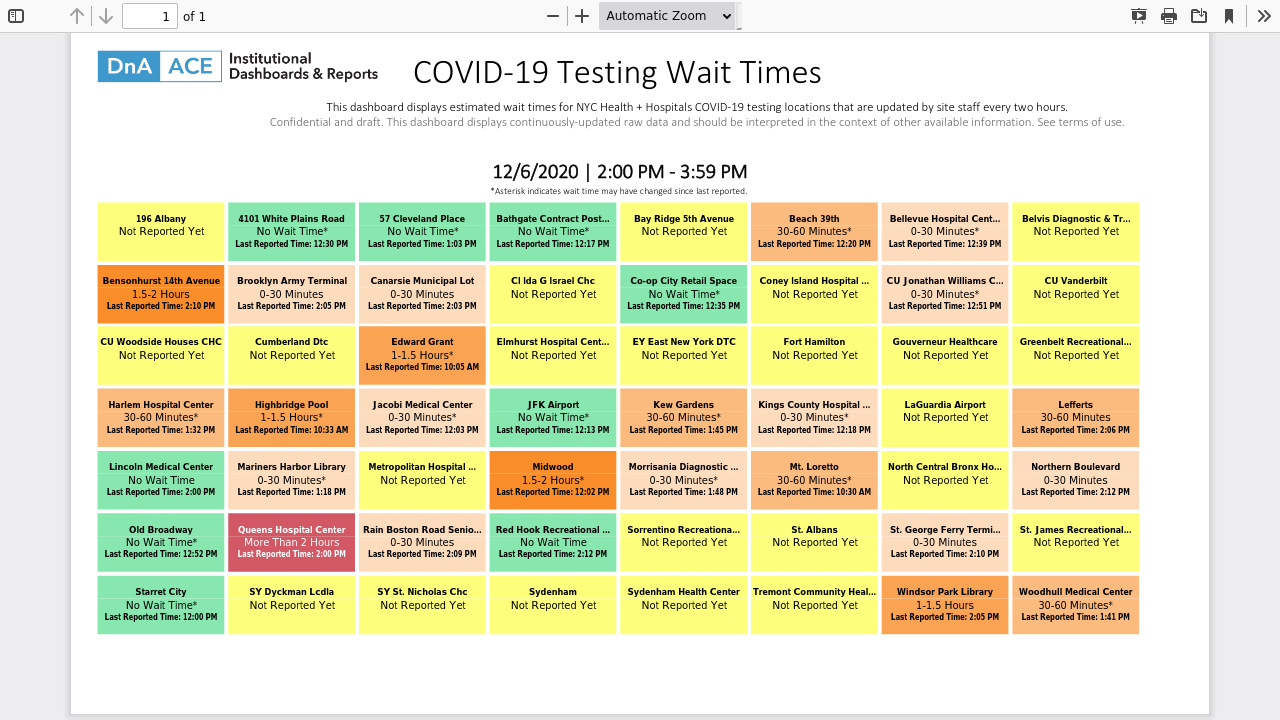 1 of 1 Automatic Zoom
DnA ACE Institutional
Dashboards & Reports
COVID-19 Testing Wait Times
This dashboard displays estimated wait times for NYC Health + Hospitals COVID-19 testing locations that are updated by site staff every two hours.
Confidential and draft. This dashboard displays continuously-updated raw data and should be interpreted in the context of other available information. See terms of use.
12/6/2020 | 2:00 PM - 3:59 PM
*Asterisk indicates wait time may have changed since last reported.
196 Albany
Not Reported Yet
4101 White Plains Road
No Wait Time*
Last Reported Time: 12:30 PM
57 Cleveland Place
No Wait Time*
Last Reported Time: 1:03 PM
Bathgate Contract Post...
No Wait Time*
Last Reported Time: 12:17 PM
Bay Ridge 5th Avenue
Not Reported Yet
Beach 39th
30-60 Minutes*
Last Reported Time: 12:20 PM
Bellevue Hospital Cent...
0-30 Minutes*
Last Reported Time: 12:39 PM
Belvis Diagnostic & Tr...
Not Reported Yet
Bensonhurst 14th Avenue
1.5-2 Hours
Last Reported Time: 2:10 PM
Brooklyn Army Terminal
0-30 Minutes
Last Reported Time: 2:05 PM
Canarsie Municipal Lot
0-30 Minutes
Last Reported Time: 2:03 PM
Cl Ida G Israel Chc
Not Reported Yet
Co-op City Retail Space
No Wait Time*
Last Reported Time: 12:35 PM
Coney Island Hospital ...
Not Reported Yet
CU Jonathan Williams C...
0-30 Minutes*
Last Reported Time: 12:51 PM
CU Vanderbilt
Not Reported Yet
CU Woodside Houses CHC
Not Reported Yet
Cumberland Dtc
Not Reported Yet
Edward Grant
1-1.5 Hours*
Last Reported Time: 10:05 AM
Elmhurst Hospital Cent...
Not Reported Yet
EY East New York DTC
Not Reported Yet
Fort Hamilton
Not Reported Yet
Gouverneur Healthcare
Not Reported Yet
Greenbelt Recreational...
Not Reported Yet
Harlem Hospital Center
30-60 Minutes*
Last Reported Time: 1:32 PM
Highbridge Pool
1-1.5 Hours*
Last Reported Time: 10:33 AM
Jacobi Medical Center
0-30 Minutes*
Last Reported Time: 12:03 PM
JFK Airport
No Wait Time*
Last Reported Time: 12:13 PM
Kew Gardens
30-60 Minutes*
Last Reported Time: 1:45 PM
Kings County Hospital ...
0-30 Minutes*
Last Reported Time: 12:18 PM
LaGuardia Airport
Not Reported Yet
Lefferts
30-60 Minutes
Last Reported Time: 2:06 PM
Lincoln Medical Center
No Wait Time
Last Reported Time: 2:00 PM
Mariners Harbor Library
0-30 Minutes*
Last Reported Time: 1:18 PM
Metropolitan Hospital ...
Not Reported Yet
Midwood
1.5-2 Hours*
Last Reported Time: 12:02 PM
Morrisania Diagnostic ...
0-30 Minutes*
Last Reported Time: 1:48 PM
Mt. Loretto
30-60 Minutes*
Last Reported Time: 10:30 AM
North Central Bronx Ho...
Not Reported Yet
Northern Boulevard
0-30 Minutes
Last Reported Time: 2:12 PM
Old Broadway
No Wait Time*
Last Reported Time: 12:52 PM
Queens Hospital Center
More Than 2 Hours
Last Reported Time: 2:00 PM
Rain Boston Road Senio...
0-30 Minutes
Last Reported Time: 2:09 PM
Red Hook Recreational ...
No Wait Time
Last Reported Time: 2:12 PM
Sorrentino Recreationa...
Not Reported Yet
St. Albans
Not Reported Yet
St. George Ferry Termi...
0-30 Minutes
Last Reported Time: 2:10 PM
St. James Recreational...
Not Reported Yet
Starret City
No Wait Time*
Last Reported Time: 12:00 PM
SY Dyckman Lcdla
Not Reported Yet
SY St. Nicholas Chc
Not Reported Yet
Sydenham
Not Reported Yet
Sydenham Health Center
Not Reported Yet
Tremont Community Heal...
Not Reported Yet
Windsor Park Library
1-1.5 Hours
Last Reported Time: 2:05 PM
Woodhull Medical Center
30-60 Minutes*
Last Reported Time: 1:41 PM